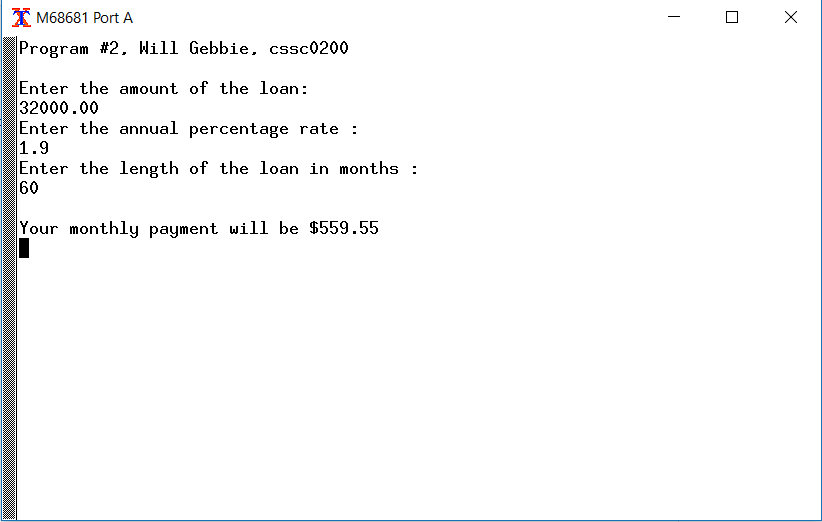 M68681 Port A
Program #2, Will Gebbie, cssc0200
Enter the amount of the loan:
32000.00
Enter the annual percentage rate :
1.9
Enter the length of the loan in months :
60
Your monthly payment will be $559.55